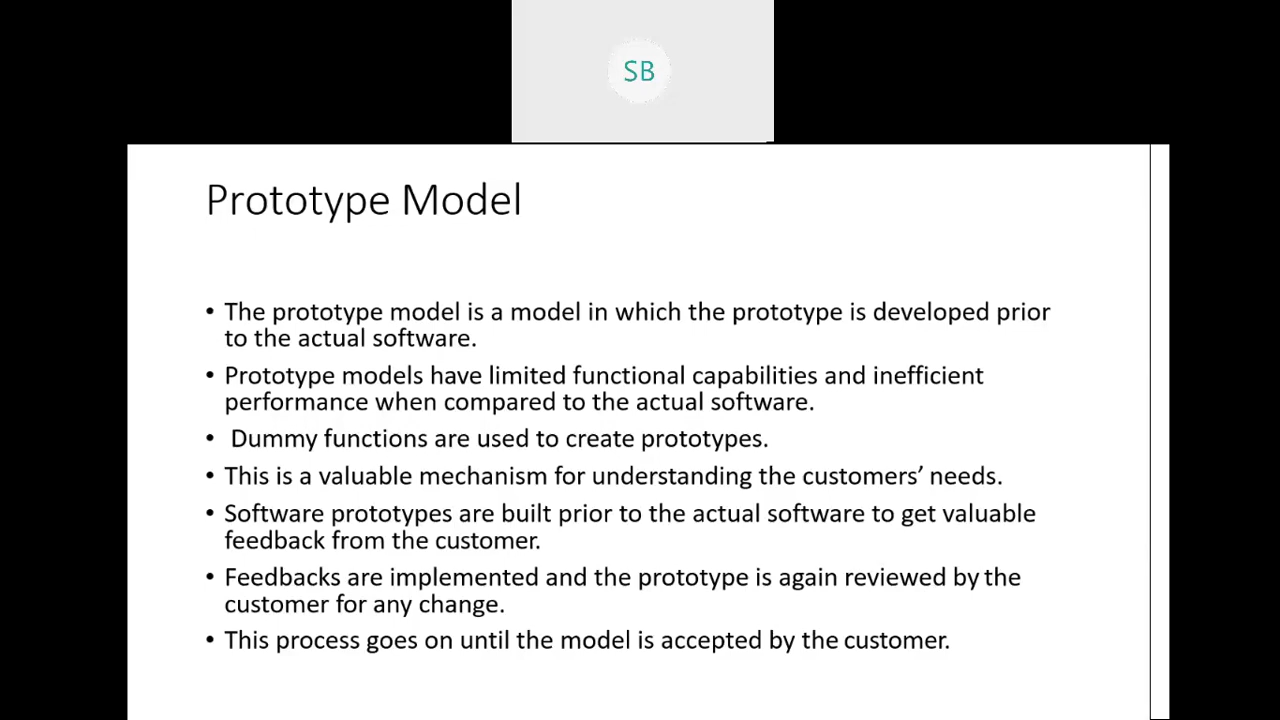 SB
Prototype Model
• The prototype model is a model in which the prototype is developed prior
to the actual software.
• Prototype models have limited functional capabilities and inefficient
performance when compared to the actual software.
• Dummy functions are used to create prototypes.
• This is a valuable mechanism for understanding the customers’ needs.
• Software prototypes are built prior to the actual software to get valuable
feedback from the customer.
• Feedbacks are implemented and the prototype is again reviewed by the
customer for any change.
• This process goes on until the model is accepted by the customer.